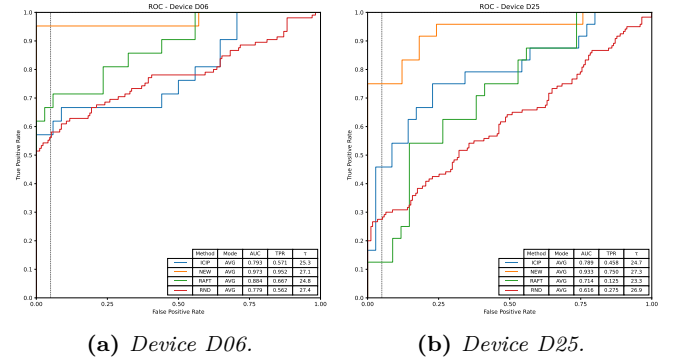 ROC - Device D06
1.0
0.9
0.8
0.7
0.6
0.5
0.4
0.3
0.2
0.1
0.0
True Positive Rate
0.00
0.25
0.50
0.75
1.00
False Positive Rate
Method Mode AUC TPR τ
ICIP AVG 0.793 0.571 25.3
NEW AVG 0.973 0.952 27.1
RAFT AVG 0.884 0.667 24.8
RND AVG 0.779 0.562 27.4
(a) Device D06.
ROC - Device D25
1.0
0.9
0.8
0.7
0.6
0.5
0.4
0.3
0.2
0.1
0.0
True Positive Rate
0.00
0.25
0.50
0.75
1.00
False Positive Rate
Method Mode AUC TPR τ
ICIP AVG 0.789 0.458 24.7
NEW AVG 0.933 0.750 27.3
RAFT AVG 0.714 0.125 23.3
RND AVG 0.616 0.275 26.9
(b) Device D25.